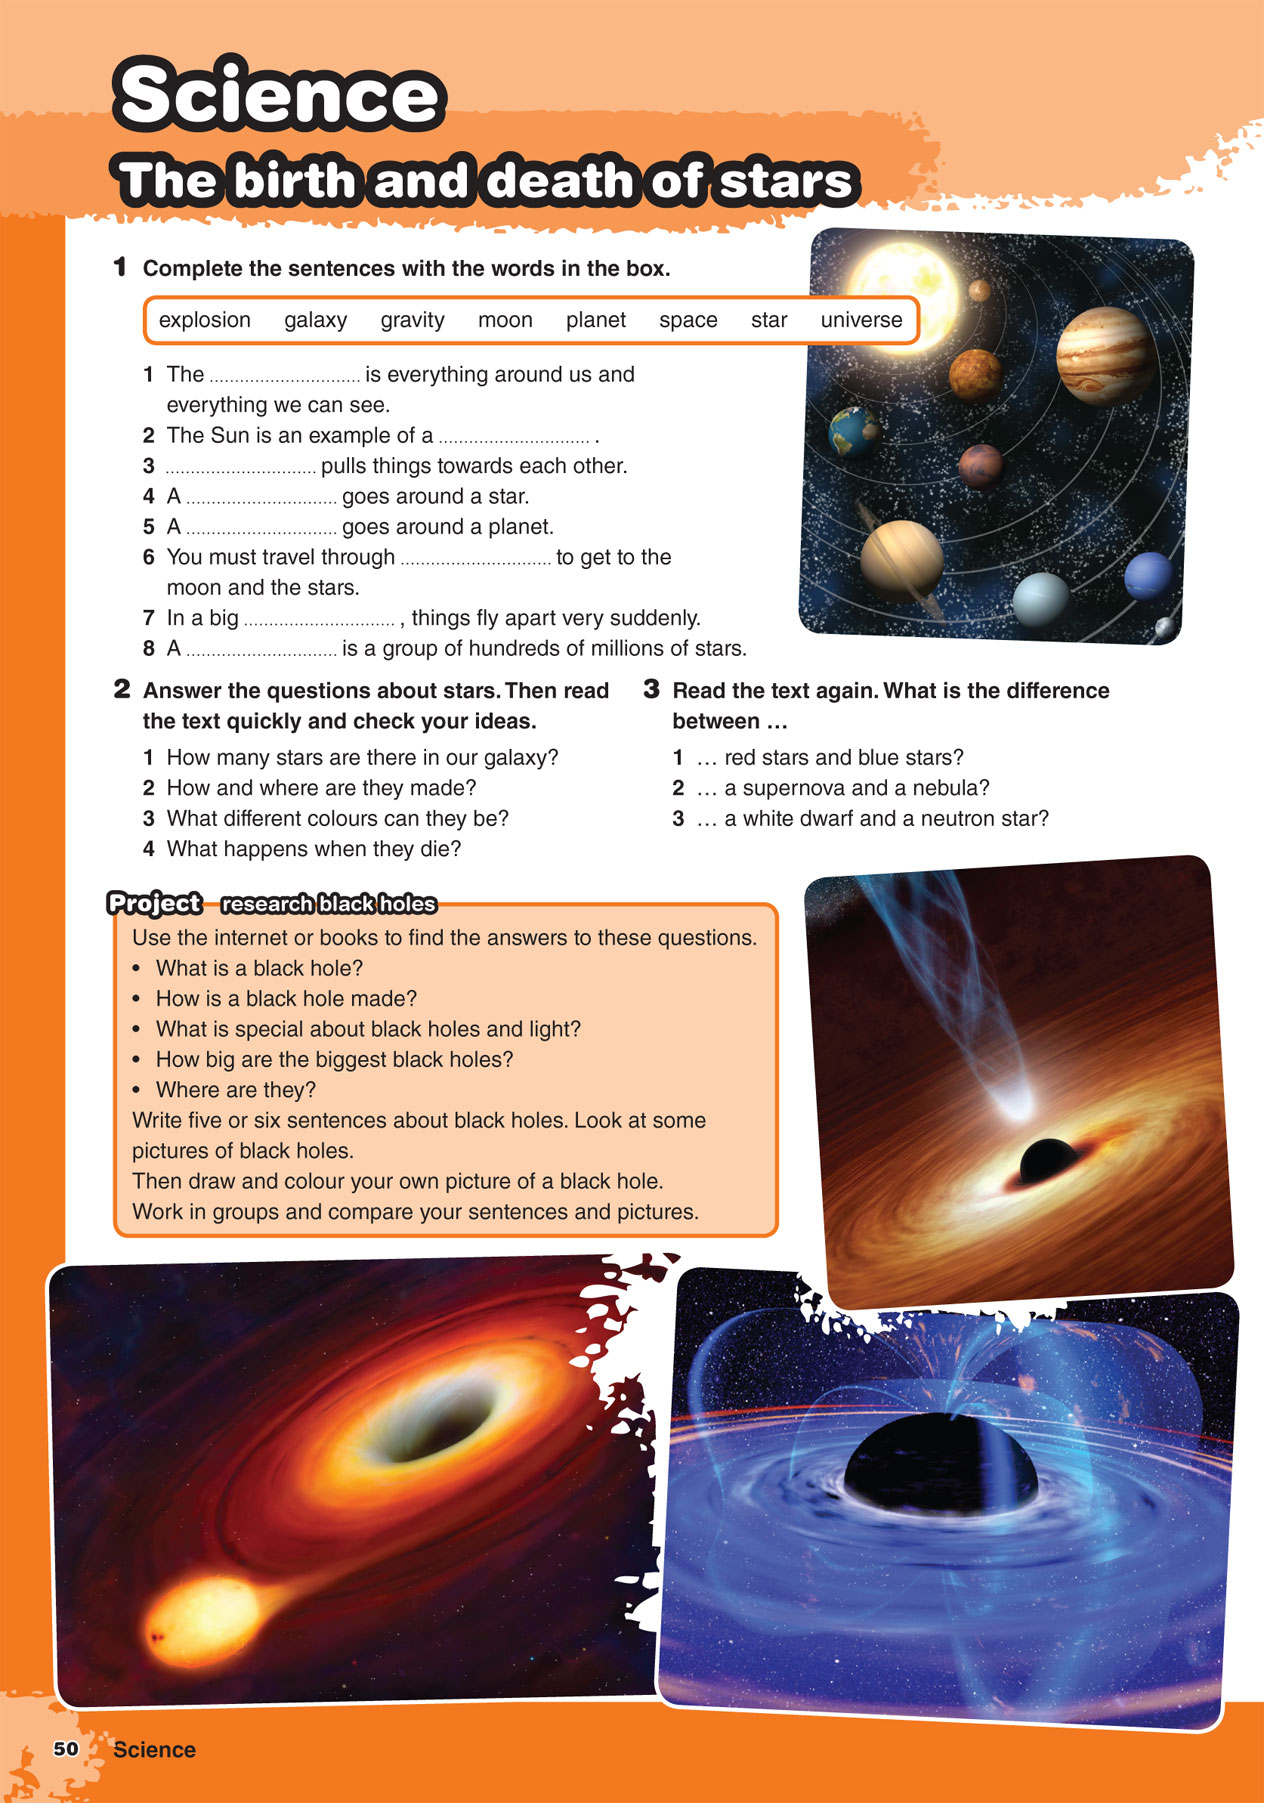 Science
The birth and death of stars
1 Complete the sentences with the words in the box.
explosion galaxy gravity moon planet space star universe
1 The .............................. is everything around us and
everything we can see.
2 The Sun is an example of a .............................. .
3 .............................. pulls things towards each other.
4 A .............................. goes around a star.
5 A .............................. goes around a planet.
6 You must travel through .............................. to get to the
moon and the stars.
7 In a big .............................. , things fly apart very suddenly.
8 A .............................. is a group of hundreds of millions of stars.
2 Answer the questions about stars. Then read
the text quickly and check your ideas.
1 How many stars are there in our galaxy?
2 How and where are they made?
3 What different colours can they be?
4 What happens when they die?
3 Read the text again. What is the difference
between …
1 … red stars and blue stars?
2 … a supernova and a nebula?
3 … a white dwarf and a neutron star?
Project research black holes
Use the internet or books to find the answers to these questions.
• What is a black hole?
• How is a black hole made?
• What is special about black holes and light?
• How big are the biggest black holes?
• Where are they?
Write five or six sentences about black holes. Look at some
pictures of black holes.
Then draw and colour your own picture of a black hole.
Work in groups and compare your sentences and pictures.
50 Science